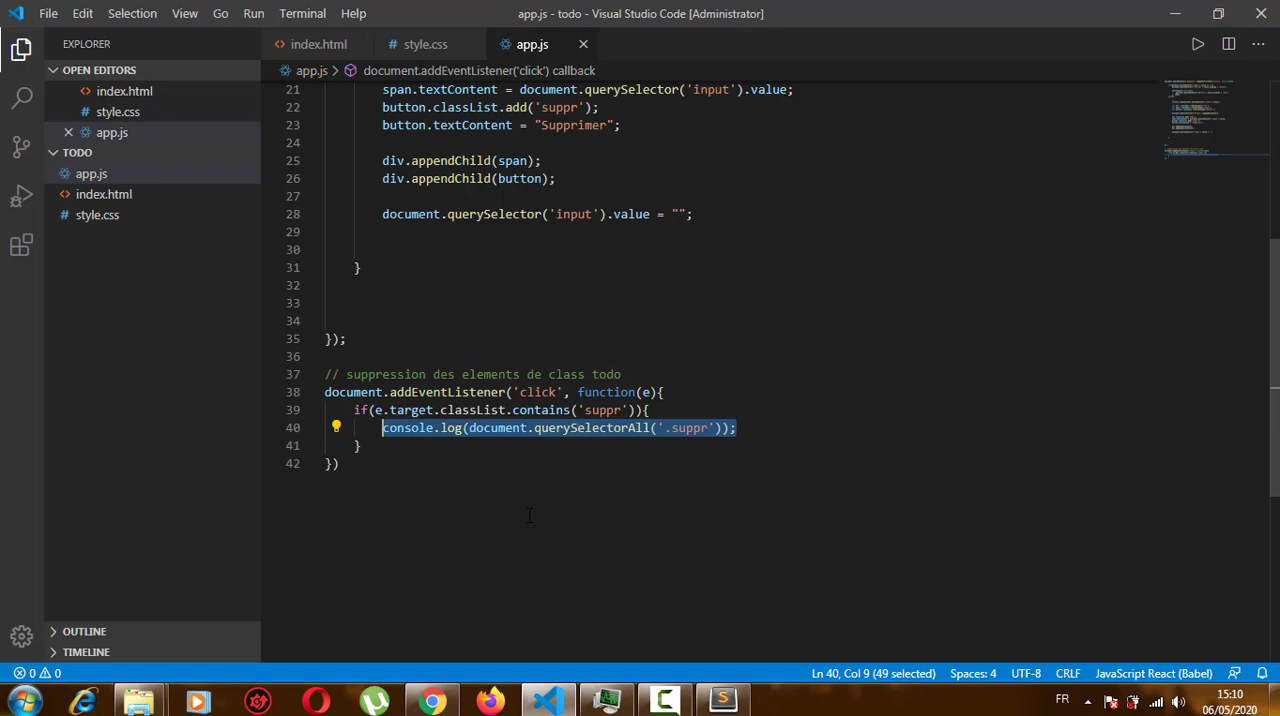 File Edit Selection View Go Run Terminal Help app.js - todo - Visual Studio Code [Administrator]
EXPLORER index.html style.css app.js
OPEN EDITORS app.js > document.addEventListener('click') callback
index.html
style.css
app.js
TODO
app.js
index.html
style.css
21 span.textContent = document.querySelector('input').value;
22 button.classList.add('suppr');
23 button.textContent = "Supprimer";
24
25 div.appendChild(span);
26 div.appendChild(button);
27
28 document.querySelector('input').value = "";
29
30
31 }
32
33
34
35 });
36
37 // suppression des elements de class todo
38 document.addEventListener('click', function(e){
39 if(e.target.classList.contains('suppr')){
40 console.log(document.querySelectorAll('.suppr'));
41 }
42 })
OUTLINE
TIMELINE
0 0 Ln 40, Col 9 (49 selected) Spaces: 4 UTF-8 CRLF JavaScript React (Babel)
FR 15:10
06/05/2020